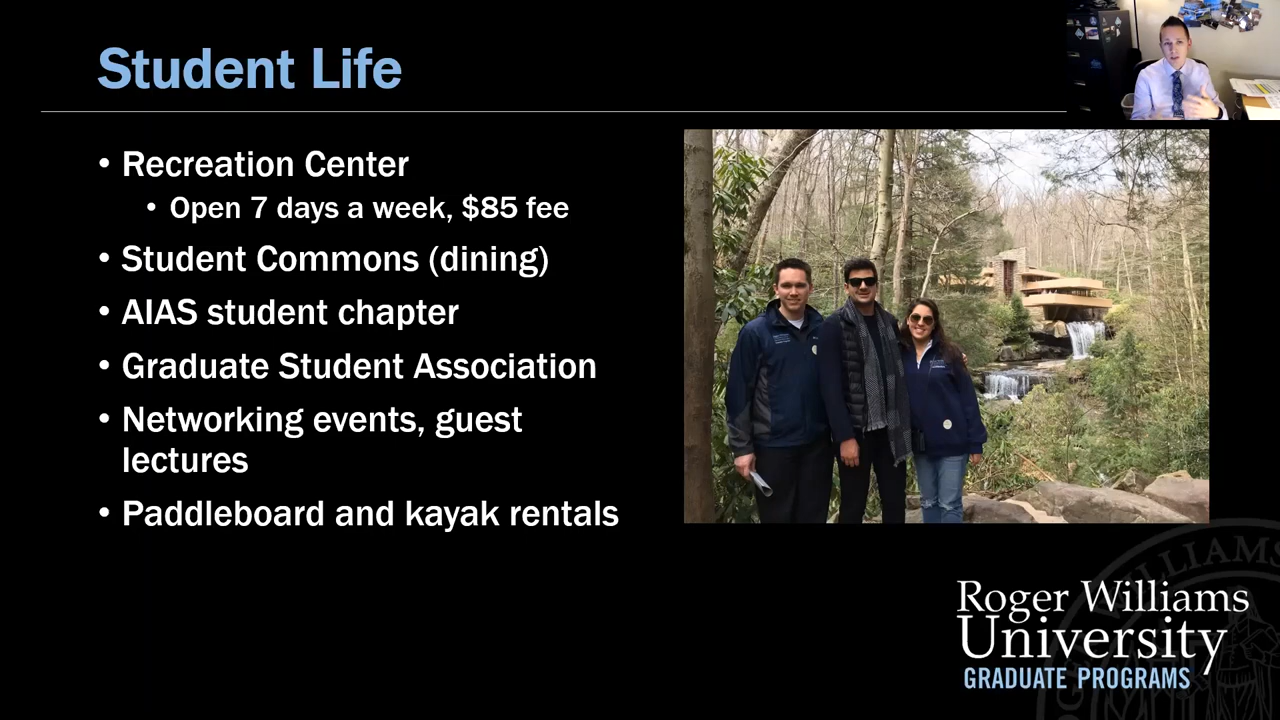 Student Life
• Recreation Center
• Open 7 days a week, $85 fee
• Student Commons (dining)
• AIAS student chapter
• Graduate Student Association
• Networking events, guest
lectures
• Paddleboard and kayak rentals
WILLIAMS
Roger Williams
University
GRADUATE PROGRAMS